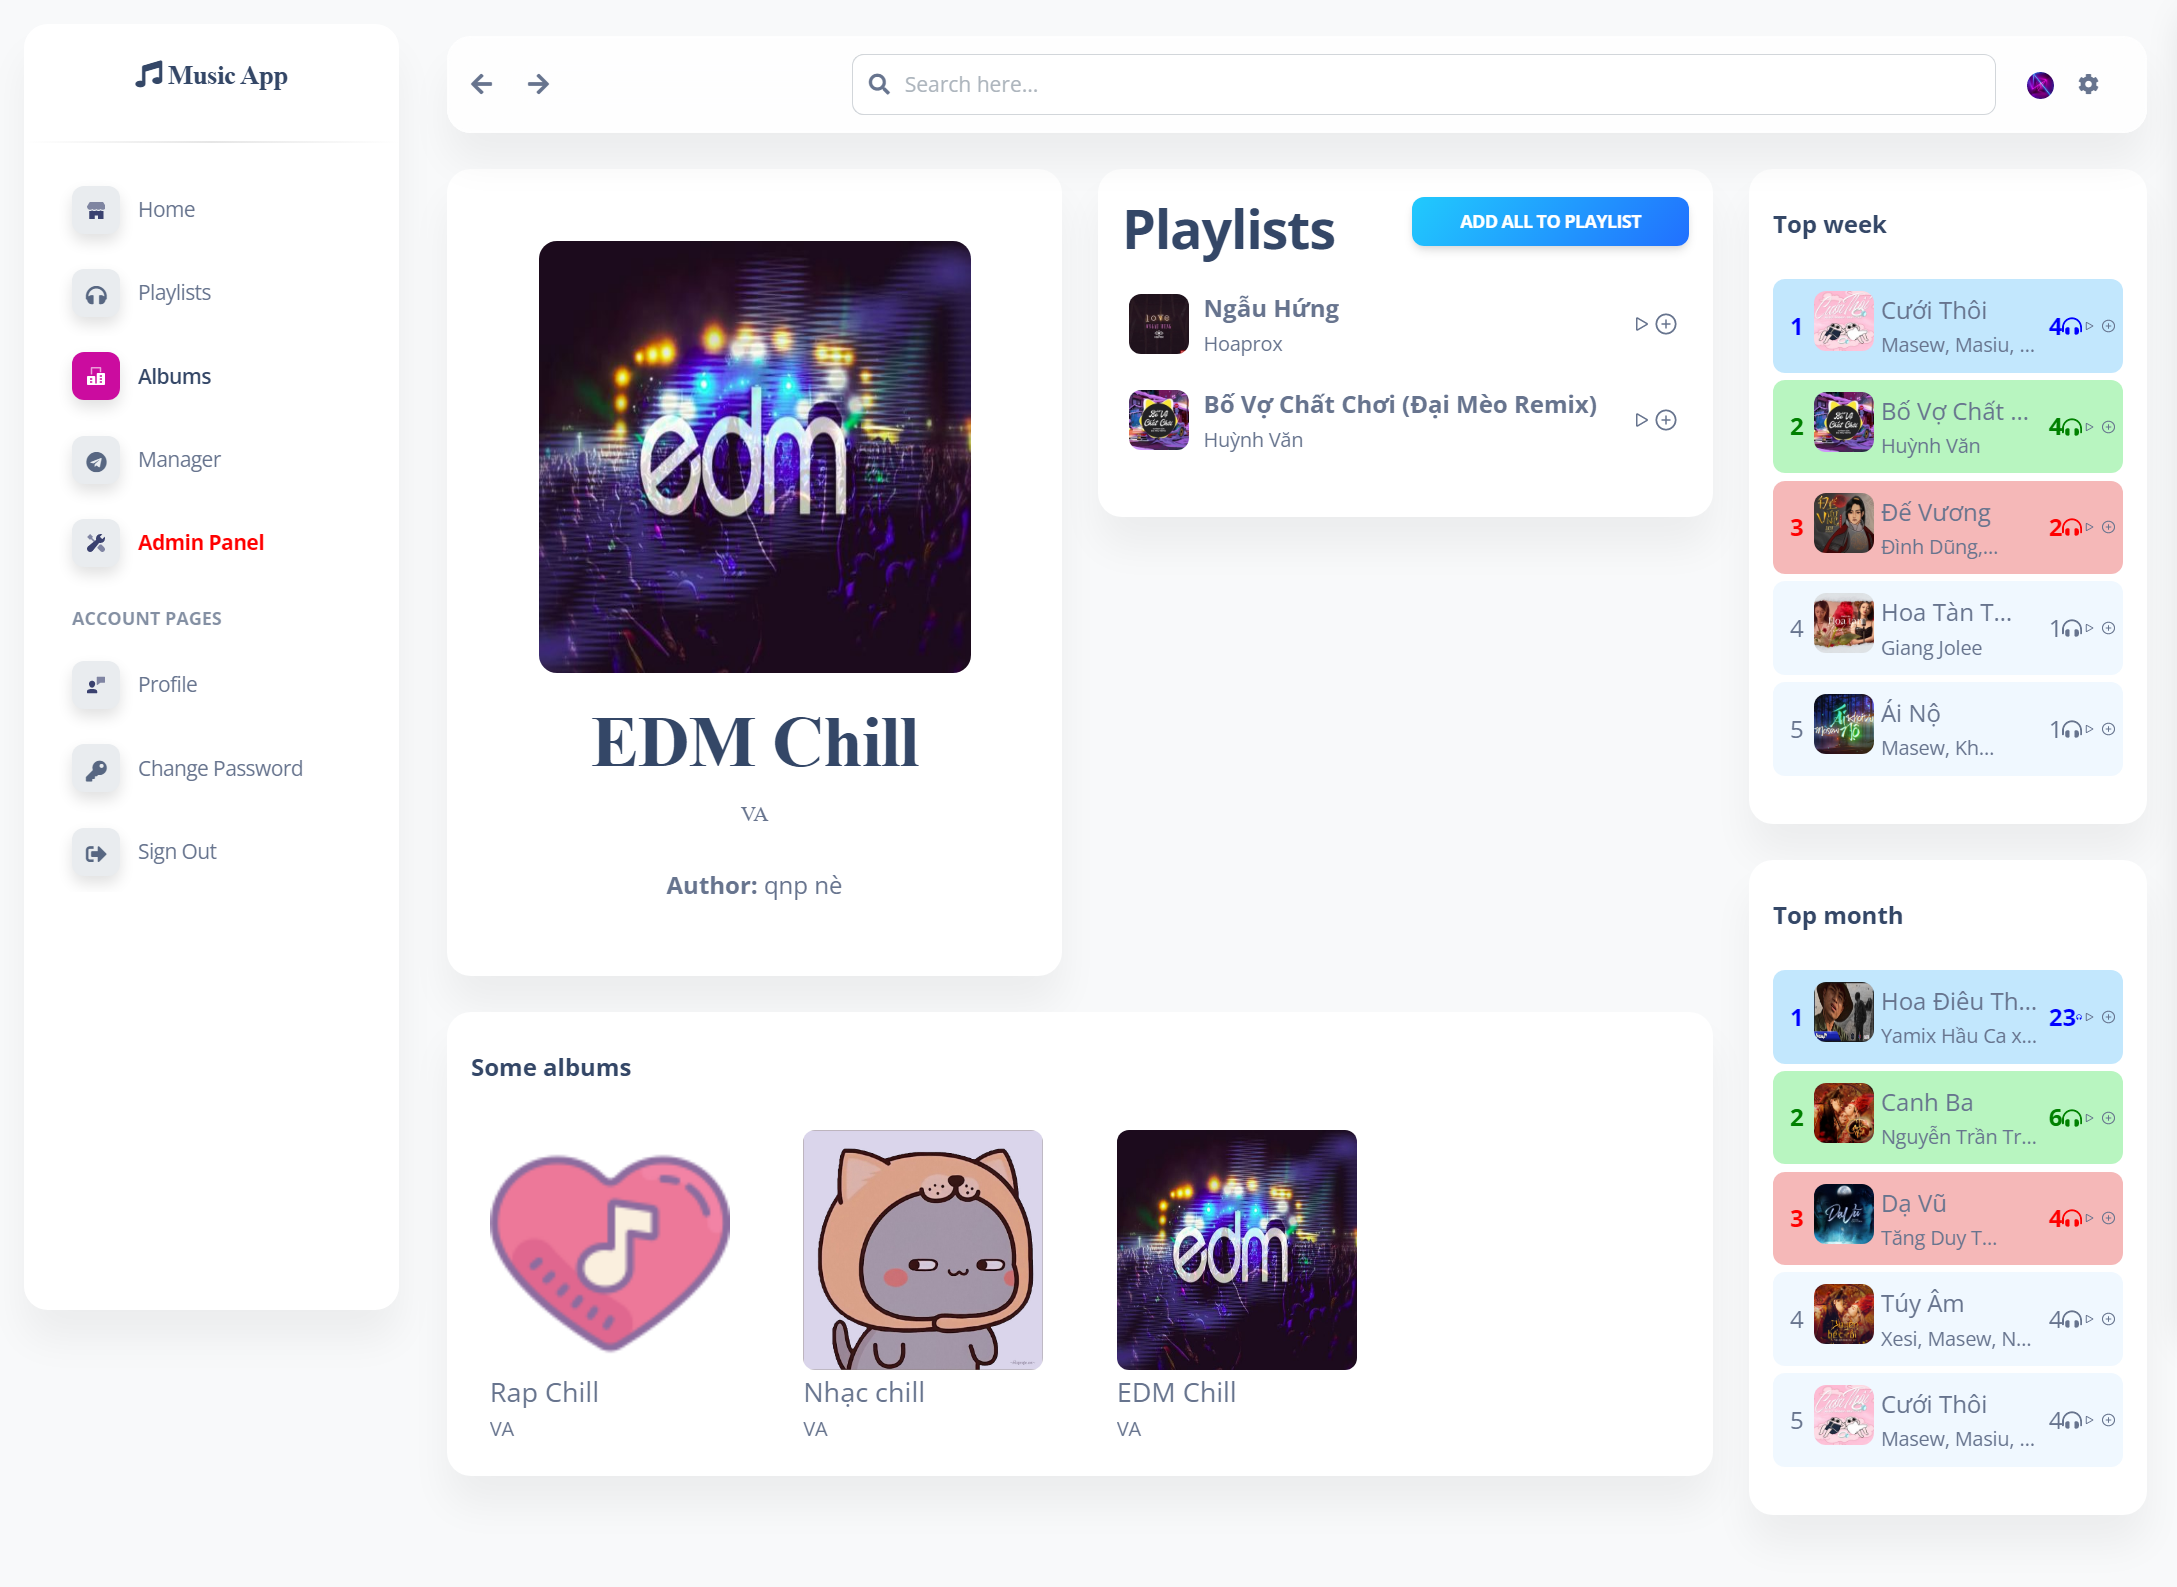 Music App
Search here...
Home
Playlists
Albums
Manager
Admin Panel
ACCOUNT PAGES
Profile
Change Password
Sign Out
edm
EDM Chill
VA
Author: qnp nè
Playlists
ADD ALL TO PLAYLIST
love
Ngẫu Hứng
Hoaprox
Bố Vợ Chất Chơi (Đại Mèo Remix)
Huỳnh Văn
Some albums
Rap Chill
VA
Nhạc chill
VA
edm
EDM Chill
VA
Top week
1 Cưới Thôi 4
Masew, Masiu, ...
2 Bố Vợ Chất ... 4
Huỳnh Văn
3 Đế Vương 2
Đình Dũng,...
4 Hoa Tàn T... 1
Giang Jolee
5 Ái Nộ 1
Masew, Kh...
Top month
1 Hoa Điêu Th... 23
Yamix Hầu Ca x...
2 Canh Ba 6
Nguyễn Trần Tr...
3 Dạ Vũ 4
Tăng Duy T...
4 Túy Âm 4
Xesi, Masew, N...
5 Cưới Thôi 4
Masew, Masiu, ...